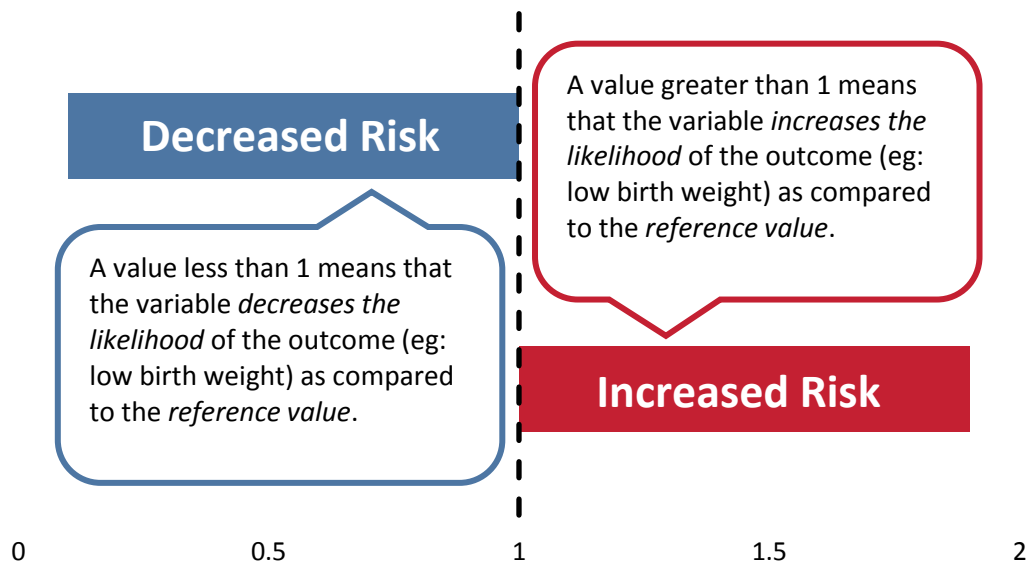 Decreased Risk
A value less than 1 means that
the variable decreases the
likelihood of the outcome (eg:
low birth weight) as compared
to the reference value.
A value greater than 1 means
that the variable increases the
likelihood of the outcome (eg:
low birth weight) as compared
to the reference value.
Increased Risk
0 0.5 1 1.5 2